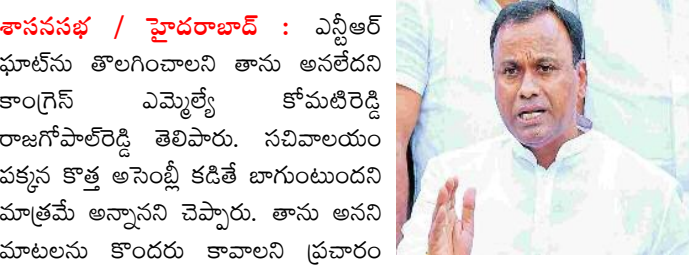 శాసనసభ / హైదరాబాద్ : ఎన్టీఆర్
ఘాట్‌ను తొలగించాలని తాను అనలేదని
కాంగ్రెస్ ఎమ్మెల్యే కోమటిరెడ్డి
రాజగోపాల్‌రెడ్డి తెలిపారు. సచివాలయం
పక్కన కొత్త అసెంబ్లీ కడితే బాగుంటుందని
మాత్రమే అన్నానని చెప్పారు. తాను అనని
మాటలను కొందరు కావాలని ప్రచారం